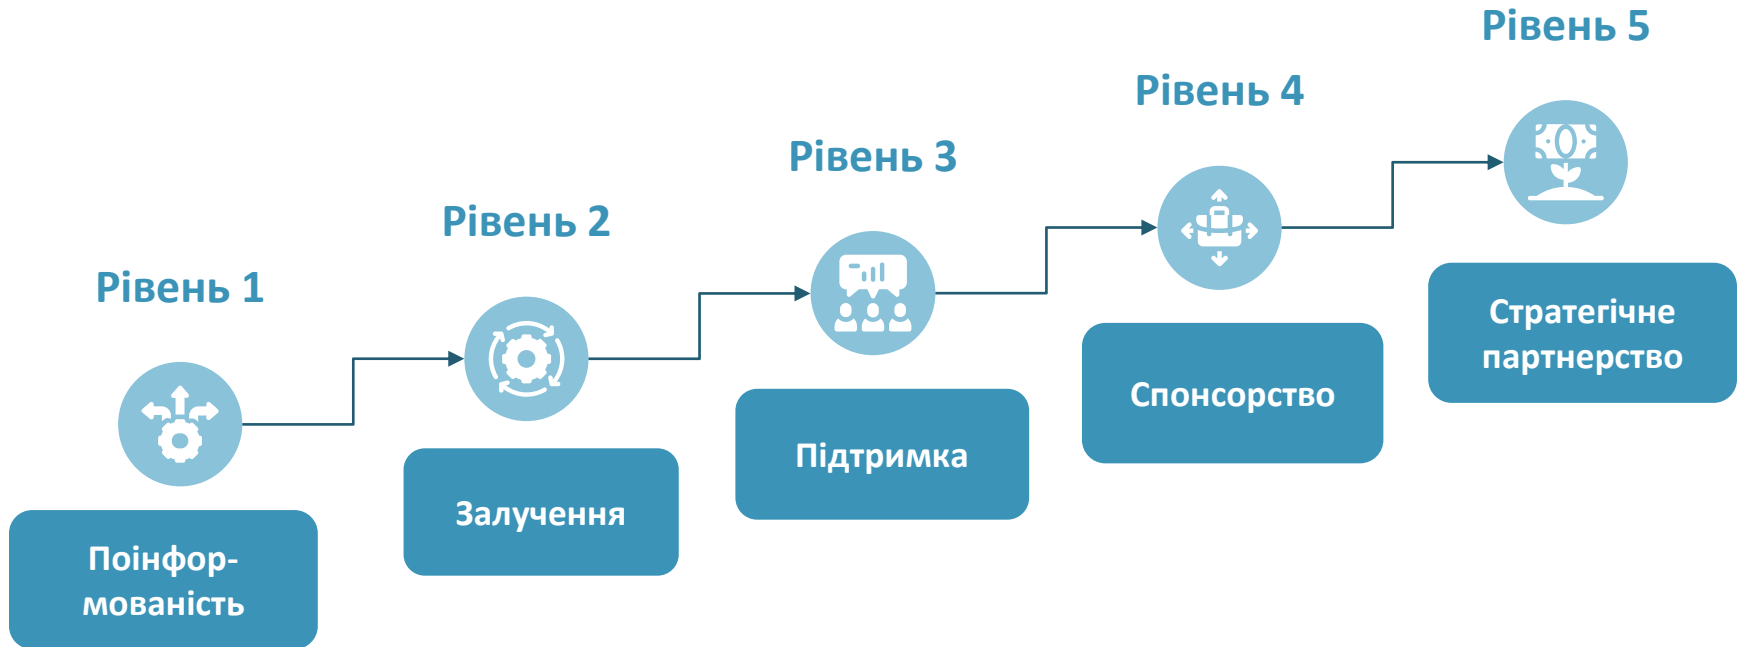 Рівень 1
Поінфор-
мованість
Рівень 2
Залучення
Рівень 3
Підтримка
Рівень 4
Спонсорство
Рівень 5
Стратегічне
партнерство